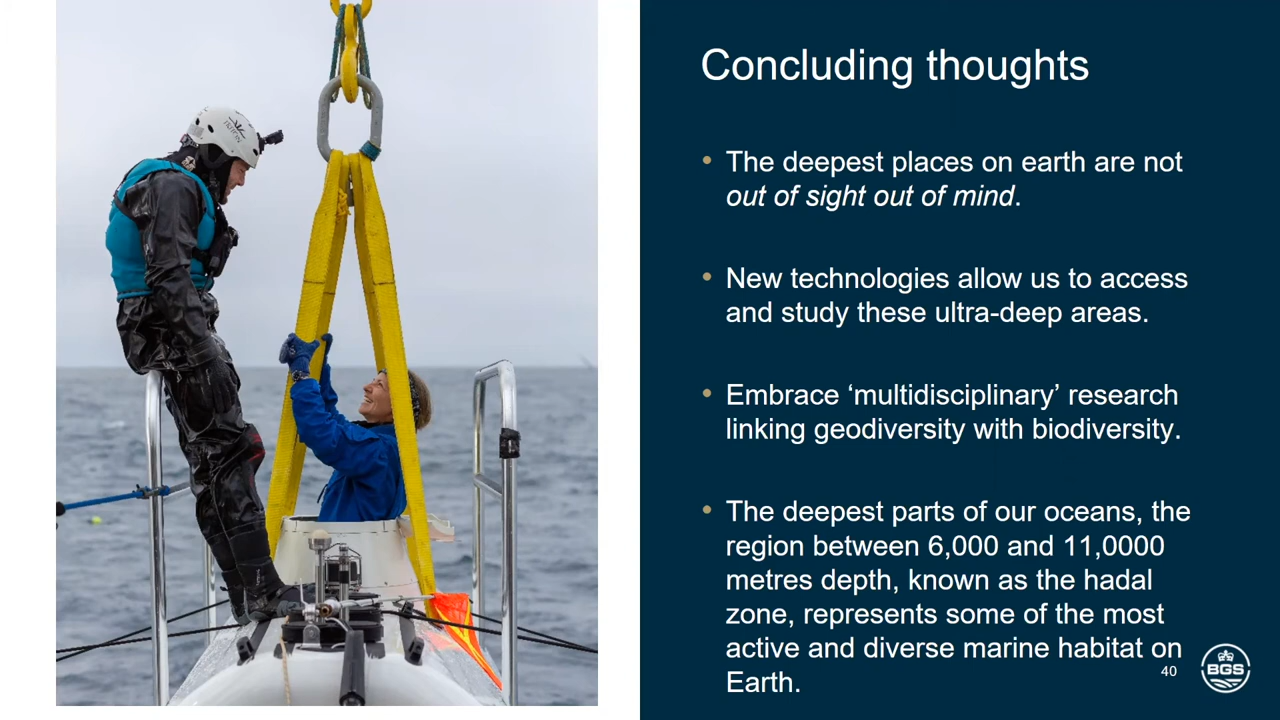 Concluding thoughts
• The deepest places on earth are not
out of sight out of mind.
• New technologies allow us to access
and study these ultra-deep areas.
• Embrace ‘multidisciplinary’ research
linking geodiversity with biodiversity.
• The deepest parts of our oceans, the
region between 6,000 and 11,0000
metres depth, known as the hadal
zone, represents some of the most
active and diverse marine habitat on
Earth.
40
BGS
TRITON